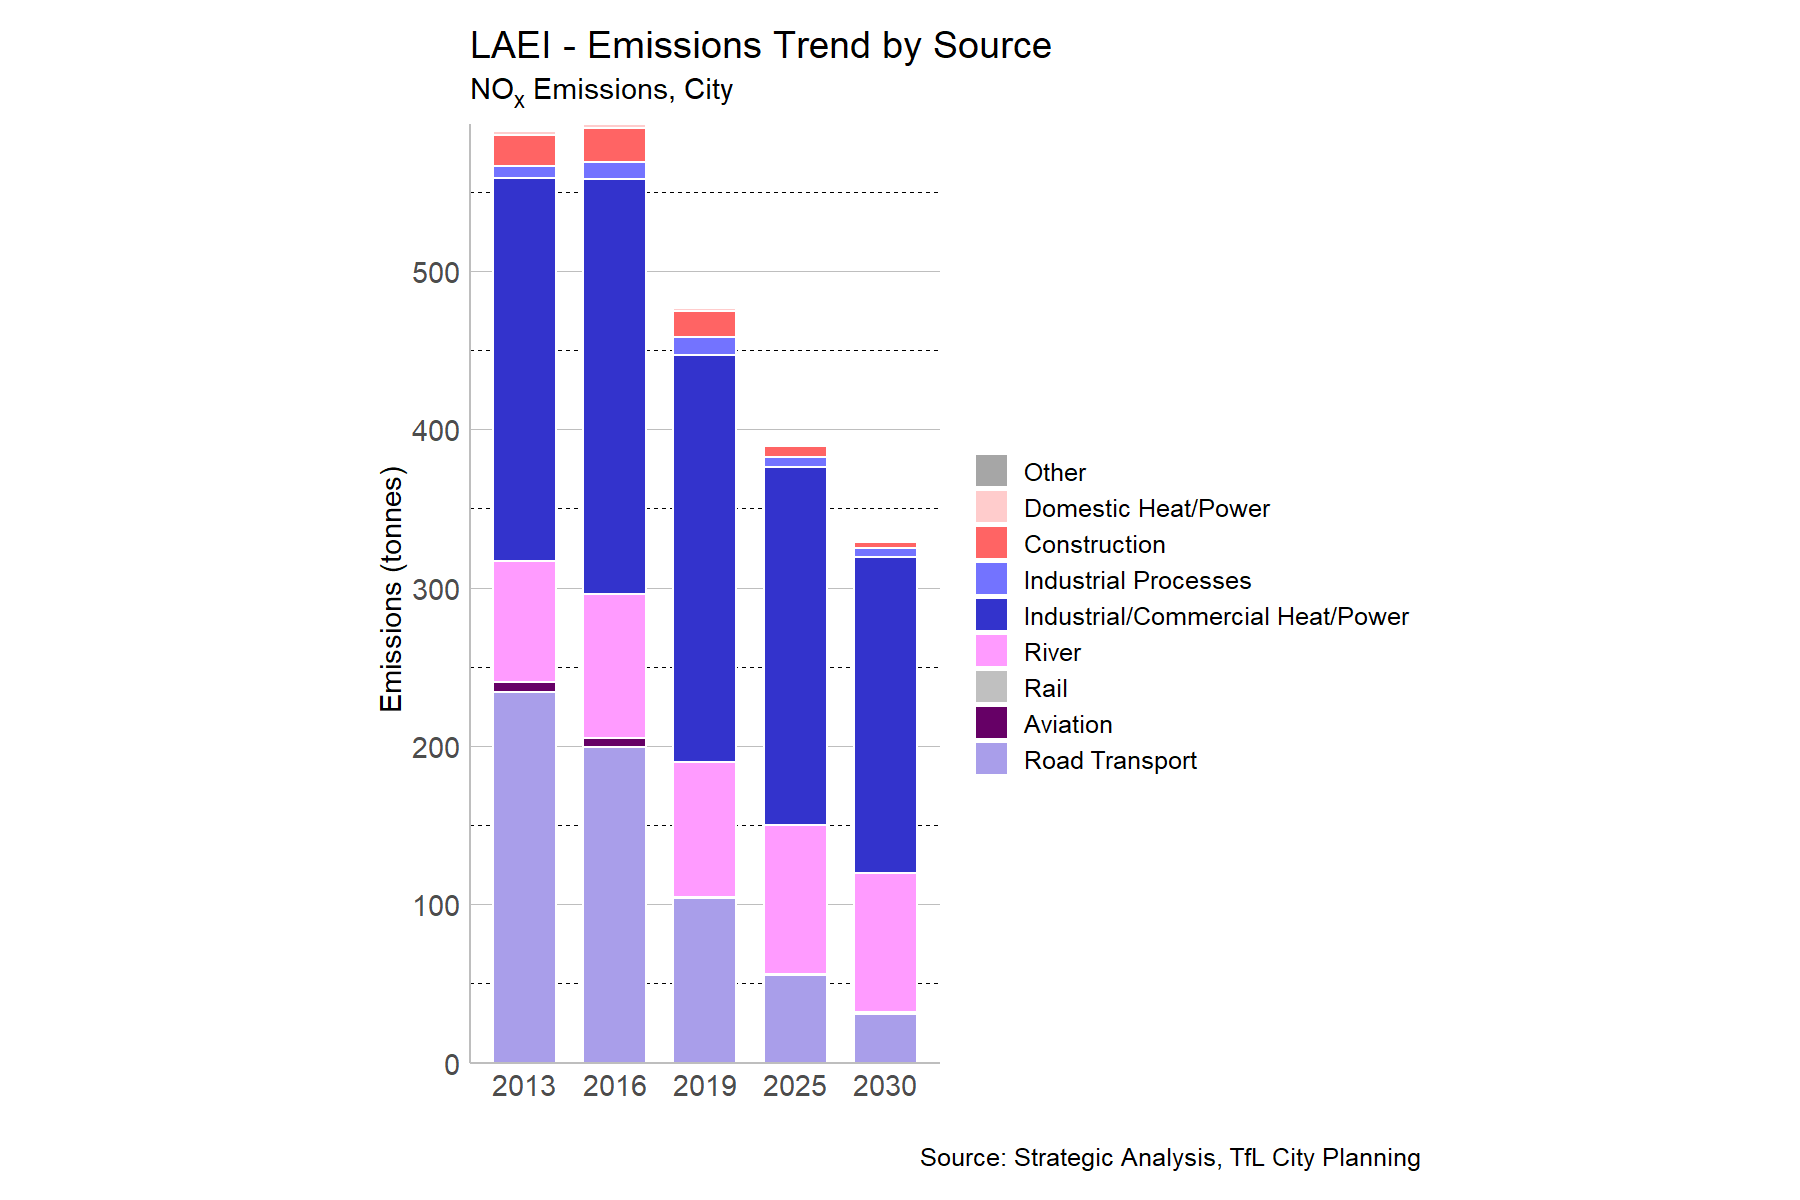 LAEI - Emissions Trend by Source
NOx Emissions, City
Emissions (tonnes)
500
400
300
200
100
0
2013 2016 2019 2025 2030
Other
Domestic Heat/Power
Construction
Industrial Processes
Industrial/Commercial Heat/Power
River
Rail
Aviation
Road Transport
Source: Strategic Analysis, TfL City Planning